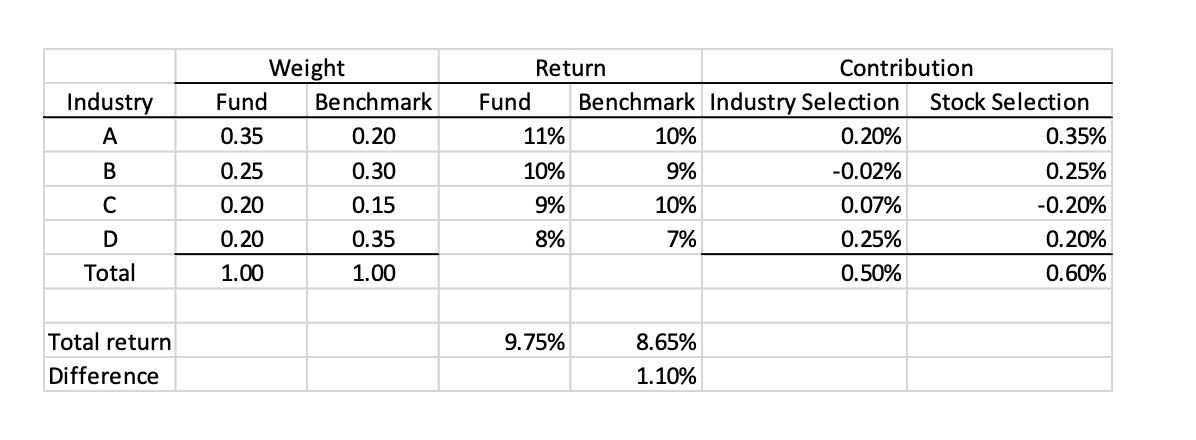 Weight Return Contribution
Industry Fund Benchmark Fund Benchmark Industry Selection Stock Selection
A 0.35 0.20 11% 10% 0.20% 0.35%
B 0.25 0.30 10% 9% -0.02% 0.25%
C 0.20 0.15 9% 10% 0.07% -0.20%
D 0.20 0.35 8% 7% 0.25% 0.20%
Total 1.00 1.00 0.50% 0.60%
Total return 9.75% 8.65%
Difference 1.10%